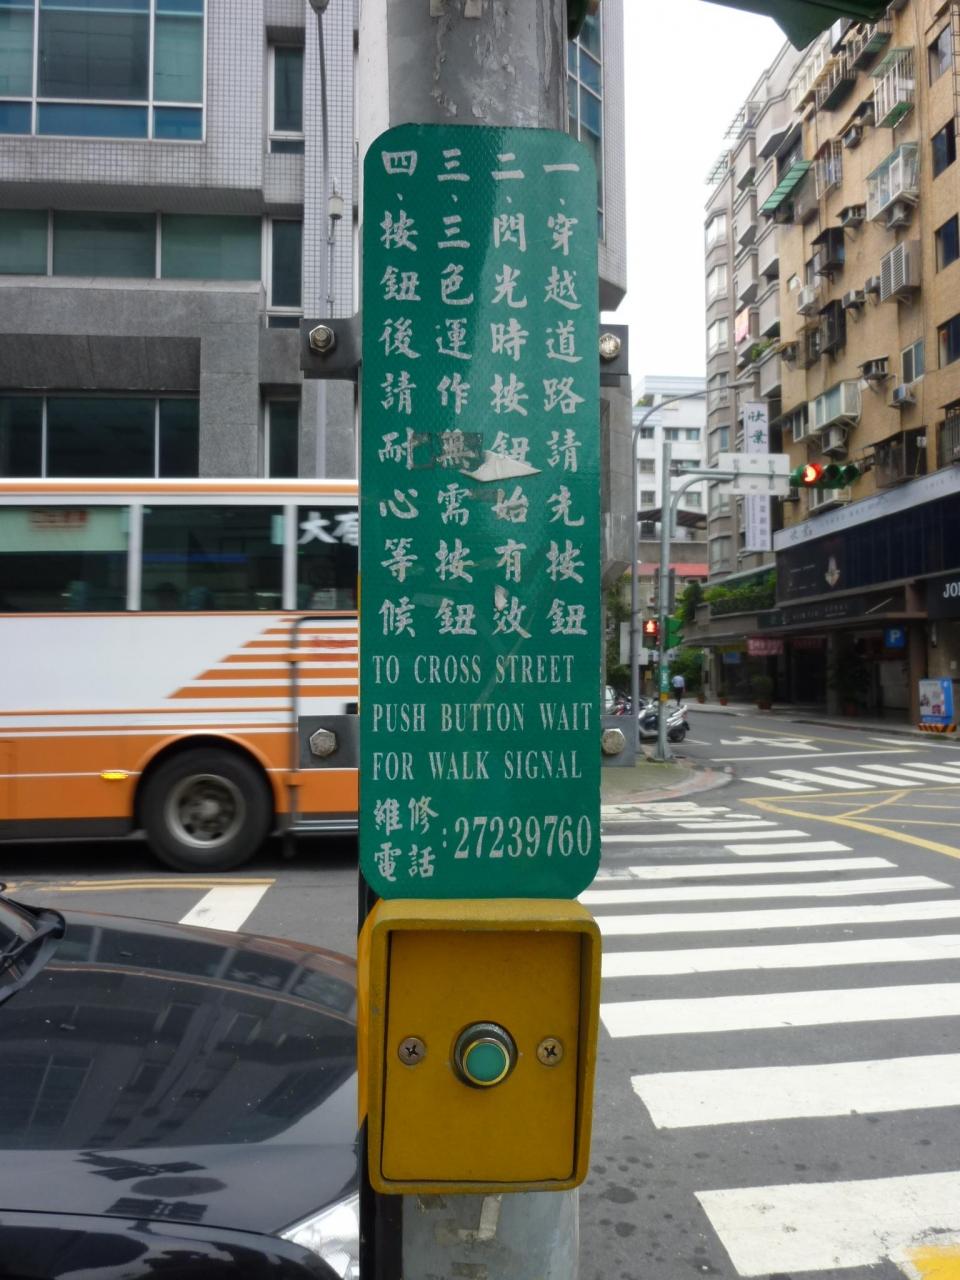 一、穿越道路請先按鈕
二、閃光時按鈕始有效
三、三色運作無需按鈕
四、按鈕後請耐心等候
TO CROSS STREET
PUSH BUTTON WAIT
FOR WALK SIGNAL
維修
電話:27239760
欣葉
P